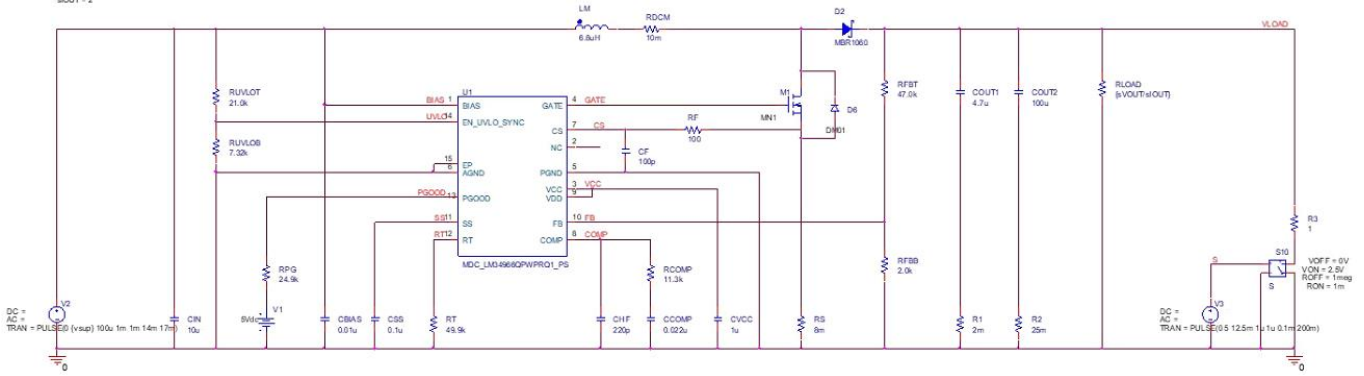 LM
6.8uH
RDCM
10m
D2
MBR1060
VLOAD
RUVLOT
21.0k
RUVLOB
7.32k
U1
BIAS 1 BIAS
UVLO 14 EN_UVLO_SYNC
15 EP
6 AGND
PGOOD 13 PGOOD
SS 11 SS
RT 12 RT
GATE 4 GATE
CS 7 CS
NC 2
PGND 5
VCC 3 VCC
VDD 9
FB 10 FB
COMP 8 COMP
MDC_LM34966QPWPRQ1_PS
RF
100
CF
100p
M1
MN1
D6
DM01
RFBT
47.0k
RFBB
2.0k
COUT1
4.7u
COUT2
100u
RLOAD
{sVOUT/sIOUT}
R3
1
S10
S
S
VOFF = 0V
VON = 2.5V
ROFF = 1meg
RON = 1m
V2
DC =
AC =
TRAN = PULSE(0 {vsup} 100u 1m 1m 14m 17m)
CIN
10u
RPG
24.9k
V1
5Vdc
CBIAS
0.01u
CSS
0.1u
RT
49.9k
CHF
220p
RCOMP
11.3k
CCOMP
0.022u
CVCC
1u
RS
8m
R1
2m
R2
25m
V3
DC =
AC =
TRAN = PULSE(0 5 12.5m 1u 1u 0.1m 200m)
0
0